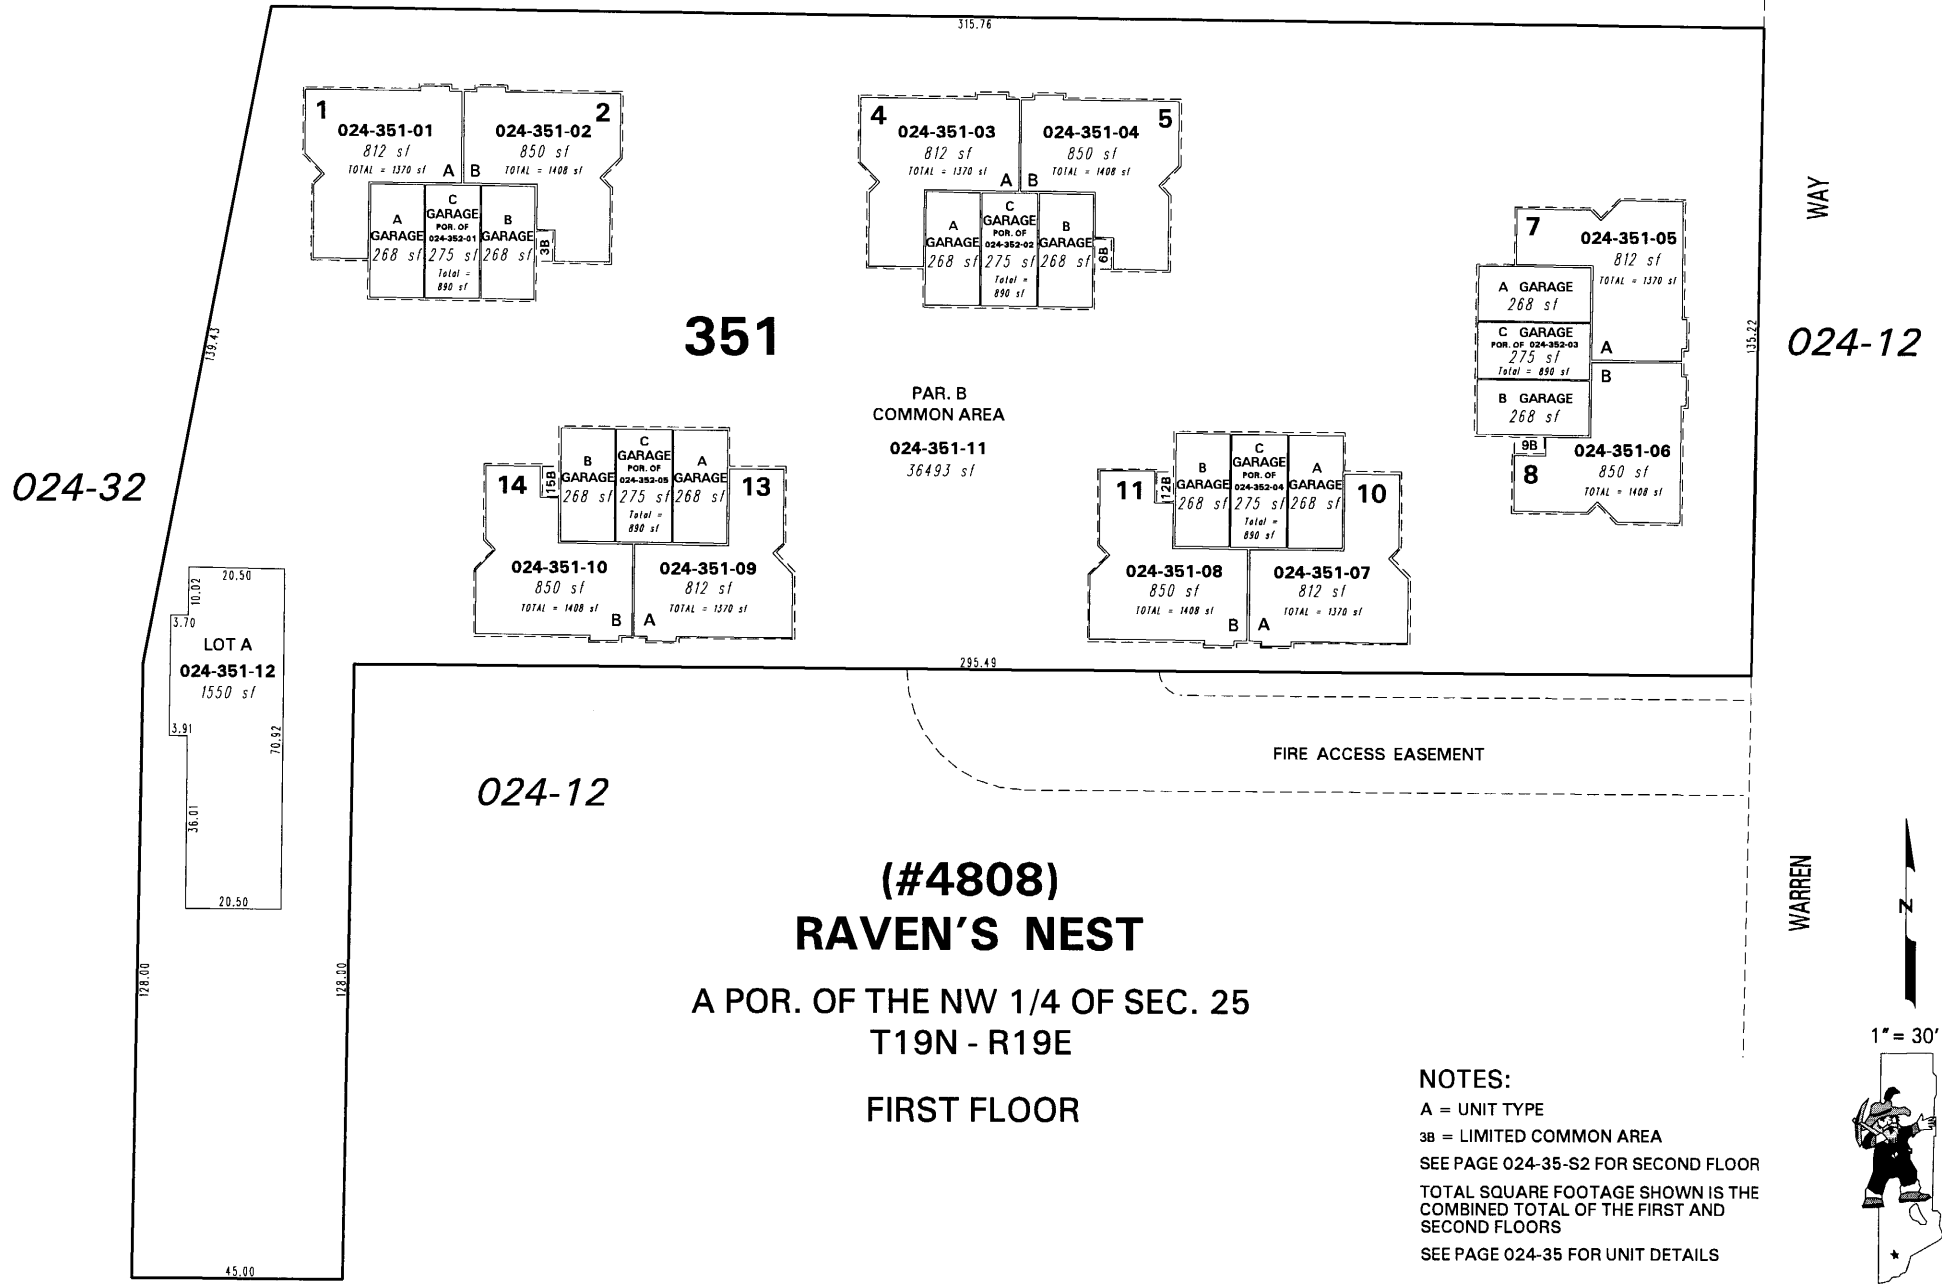 315.76
1
024-351-01
812 sf
TOTAL = 1370 sf
A
2
024-351-02
850 sf
TOTAL = 1408 sf
B
A
GARAGE
268 sf
C
GARAGE
POR. OF
024-352-01
275 sf
Total =
890 sf
B
GARAGE
268 sf
3B
4
024-351-03
812 sf
TOTAL = 1370 sf
A
5
024-351-04
850 sf
TOTAL = 1408 sf
B
A
GARAGE
268 sf
C
GARAGE
POR. OF
024-352-02
275 sf
Total =
890 sf
B
GARAGE
268 sf
6B
7
024-351-05
812 sf
TOTAL = 1370 sf
A GARAGE
268 sf
C GARAGE
POR. OF 024-352-03
275 sf
Total = 890 sf
A
B
B GARAGE
268 sf
9B
8
024-351-06
850 sf
TOTAL = 1408 sf
WAY
135.22
024-12
139.43
351
PAR. B
COMMON AREA
024-351-11
36493 sf
024-32
14
15B
B
GARAGE
268 sf
C
GARAGE
POR. OF
024-352-05
275 sf
Total =
890 sf
A
GARAGE
268 sf
13
024-351-10
850 sf
TOTAL = 1408 sf
B
024-351-09
812 sf
TOTAL = 1370 sf
A
11
12B
B
GARAGE
268 sf
C
GARAGE
POR. OF
024-352-04
275 sf
Total =
890 sf
A
GARAGE
268 sf
10
024-351-08
850 sf
TOTAL = 1408 sf
B
024-351-07
812 sf
TOTAL = 1370 sf
A
20.50
10.02
3.70
LOT A
024-351-12
1550 sf
3.91
70.92
36.01
20.50
295.49
FIRE ACCESS EASEMENT
024-12
128.00
128.00
45.00
(#4808)
RAVEN'S NEST
A POR. OF THE NW 1/4 OF SEC. 25
T19N - R19E
FIRST FLOOR
WARREN
N
1" = 30'
NOTES:
A = UNIT TYPE
3B = LIMITED COMMON AREA
SEE PAGE 024-35-S2 FOR SECOND FLOOR
TOTAL SQUARE FOOTAGE SHOWN IS THE
COMBINED TOTAL OF THE FIRST AND
SECOND FLOORS
SEE PAGE 024-35 FOR UNIT DETAILS